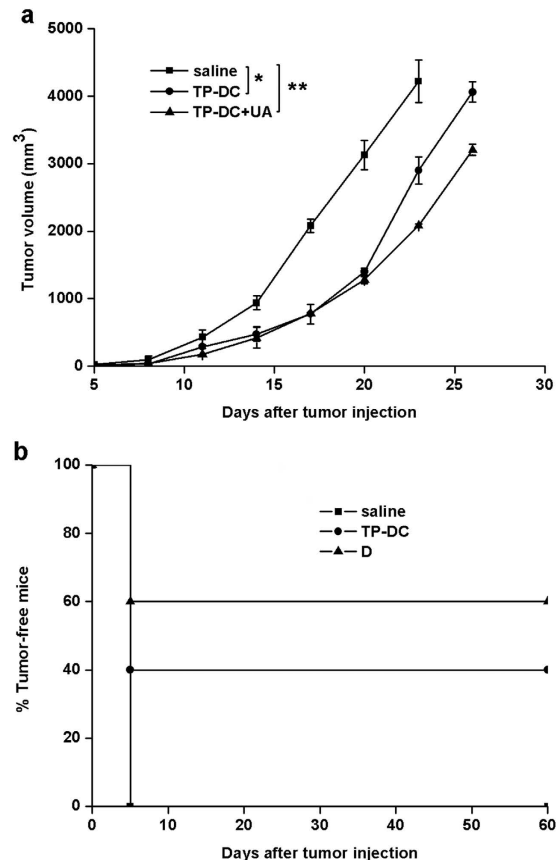 a
5000
4000
3000
2000
1000
0
Tumor volume (mm³)
saline
TP-DC
TP-DC+UA
*
**
5 10 15 20 25 30
Days after tumor injection
b
100
80
60
40
20
0
% Tumor-free mice
saline
TP-DC
D
0 10 20 30 40 50 60
Days after tumor injection